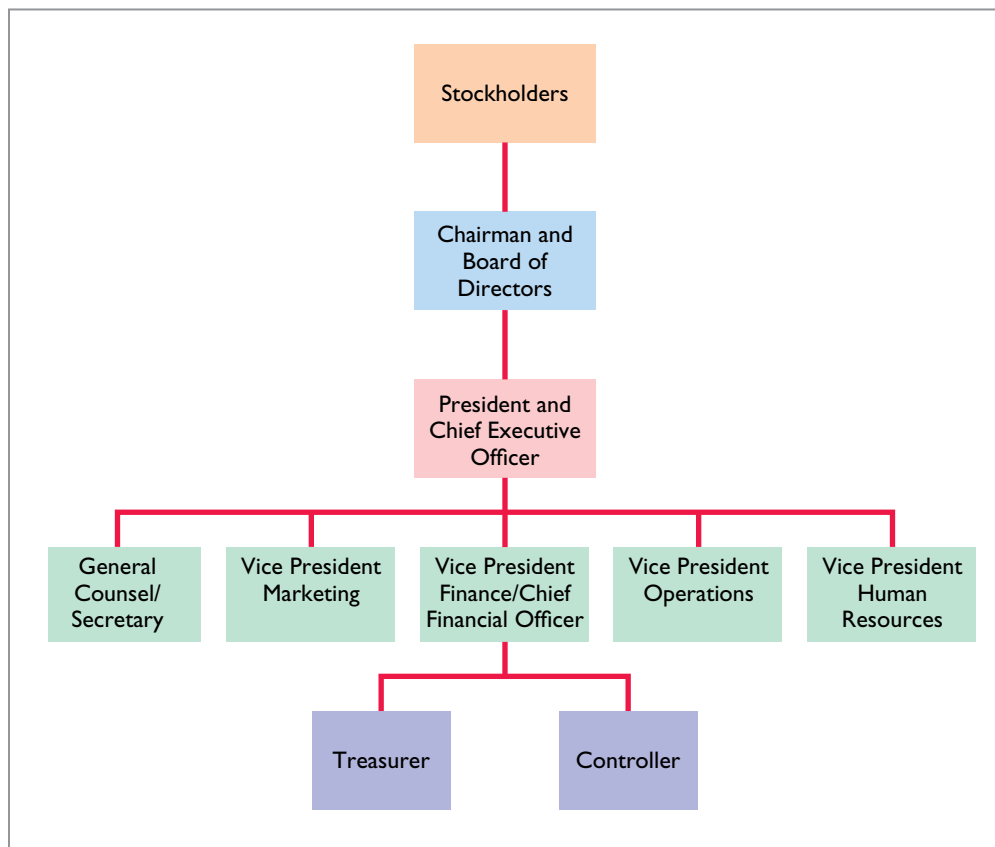 Stockholders
Chairman and
Board of
Directors
President and
Chief Executive
Officer
General
Counsel/
Secretary
Vice President
Marketing
Vice President
Finance/Chief
Financial Officer
Vice President
Operations
Vice President
Human
Resources
Treasurer
Controller